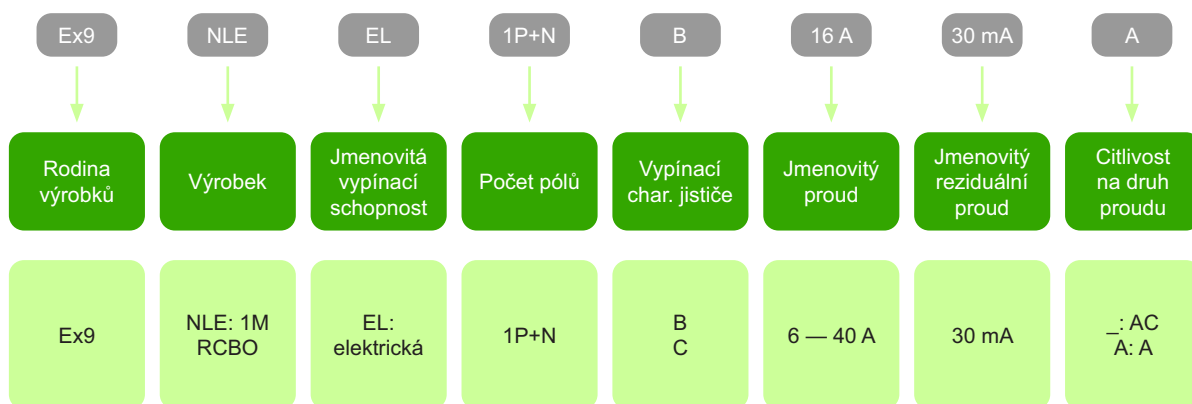 Ex9
NLE
EL
1P+N
B
16 A
30 mA
A
Rodina
výrobků
Výrobek
Jmenovitá
vypínací
schopnost
Počet pólů
Vypínací
char. jističe
Jmenovitý
proud
Jmenovitý
reziduální
proud
Citlivost
na druh
proudu
Ex9
NLE: 1M
RCBO
EL:
elektrická
1P+N
B
C
6 — 40 A
30 mA
_: AC
A: A